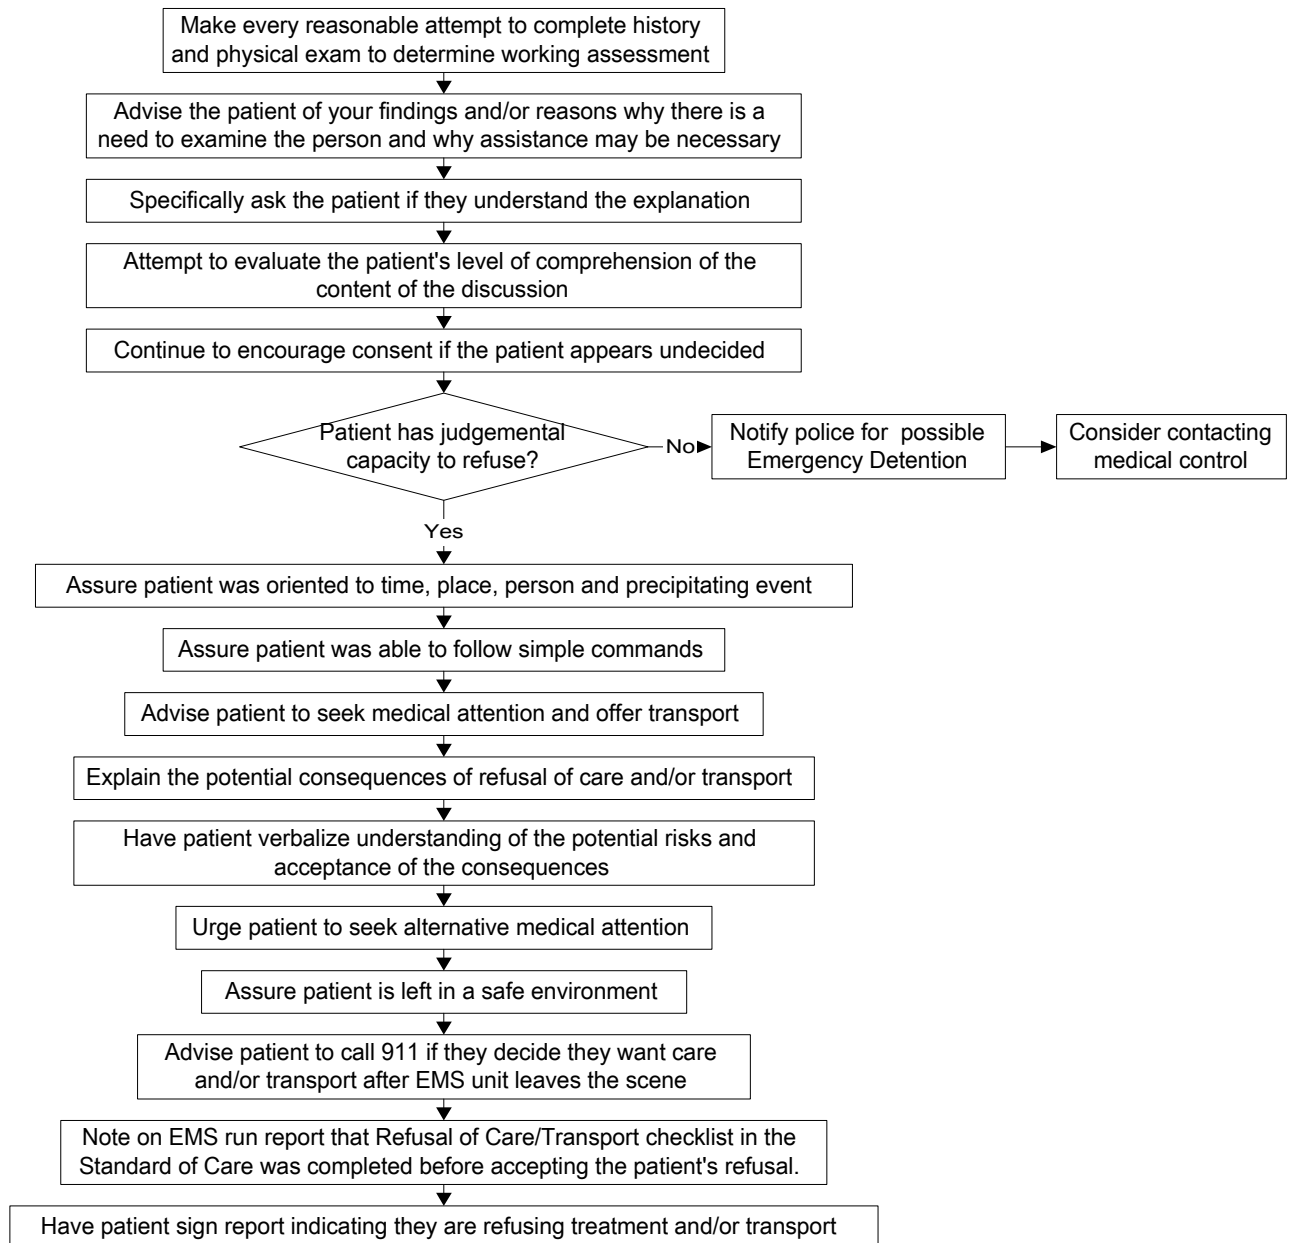 Make every reasonable attempt to complete history
and physical exam to determine working assessment
Advise the patient of your findings and/or reasons why there is a
need to examine the person and why assistance may be necessary
Specifically ask the patient if they understand the explanation
Attempt to evaluate the patient's level of comprehension of the
content of the discussion
Continue to encourage consent if the patient appears undecided
Patient has judgemental
capacity to refuse?
No
Notify police for possible
Emergency Detention
Consider contacting
medical control
Yes
Assure patient was oriented to time, place, person and precipitating event
Assure patient was able to follow simple commands
Advise patient to seek medical attention and offer transport
Explain the potential consequences of refusal of care and/or transport
Have patient verbalize understanding of the potential risks and
acceptance of the consequences
Urge patient to seek alternative medical attention
Assure patient is left in a safe environment
Advise patient to call 911 if they decide they want care
and/or transport after EMS unit leaves the scene
Note on EMS run report that Refusal of Care/Transport checklist in the
Standard of Care was completed before accepting the patient's refusal.
Have patient sign report indicating they are refusing treatment and/or transport